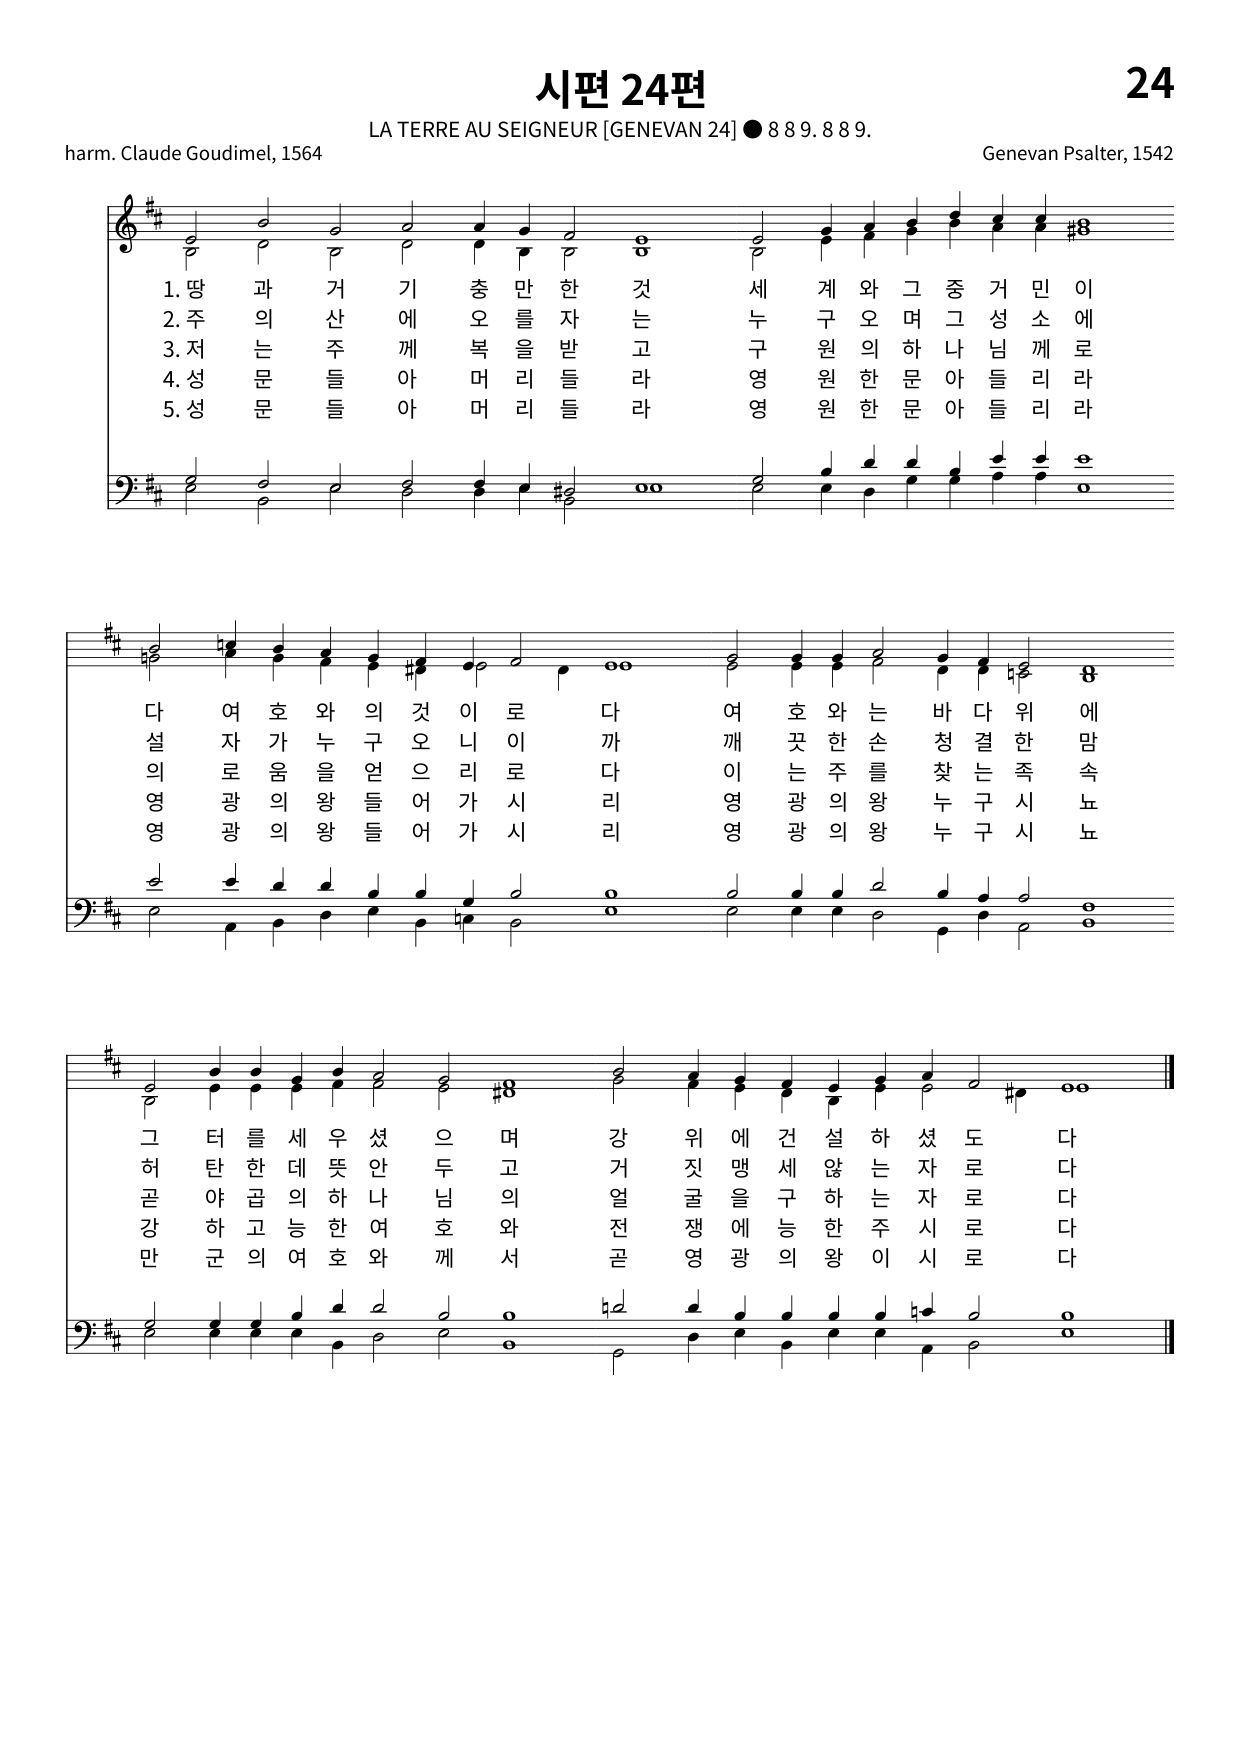 시편 24편
24
LA TERRE AU SEIGNEUR [GENEVAN 24] ● 8 8 9. 8 8 9.
harm. Claude Goudimel, 1564
Genevan Psalter, 1542
1. 땅 과 거 기 충 만 한 것 세 계 와 그 중 거 민 이
2. 주 의 산 에 오 를 자 는 누 구 오 며 그 성 소 에
3. 저 는 주 께 복 을 받 고 구 원 의 하 나 님 께 로
4. 성 문 들 아 머 리 들 라 영 원 한 문 아 들 리 라
5. 성 문 들 아 머 리 들 라 영 원 한 문 아 들 리 라
다 여 호 와 의 것 이 로 다 여 호 와 는 바 다 위 에
설 자 가 누 구 오 니 이 까 깨 끗 한 손 청 결 한 맘
의 로 움 을 얻 으 리 로 다 이 는 주 를 찾 는 족 속
영 광 의 왕 들 어 가 시 리 영 광 의 왕 누 구 시 뇨
영 광 의 왕 들 어 가 시 리 영 광 의 왕 누 구 시 뇨
그 터 를 세 우 셨 으 며 강 위 에 건 설 하 셨 도 다
허 탄 한 데 뜻 안 두 고 거 짓 맹 세 않 는 자 로 다
곧 야 곱 의 하 나 님 의 얼 굴 을 구 하 는 자 로 다
강 하 고 능 한 여 호 와 전 쟁 에 능 한 주 시 로 다
만 군 의 여 호 와 께 서 곧 영 광 의 왕 이 시 로 다